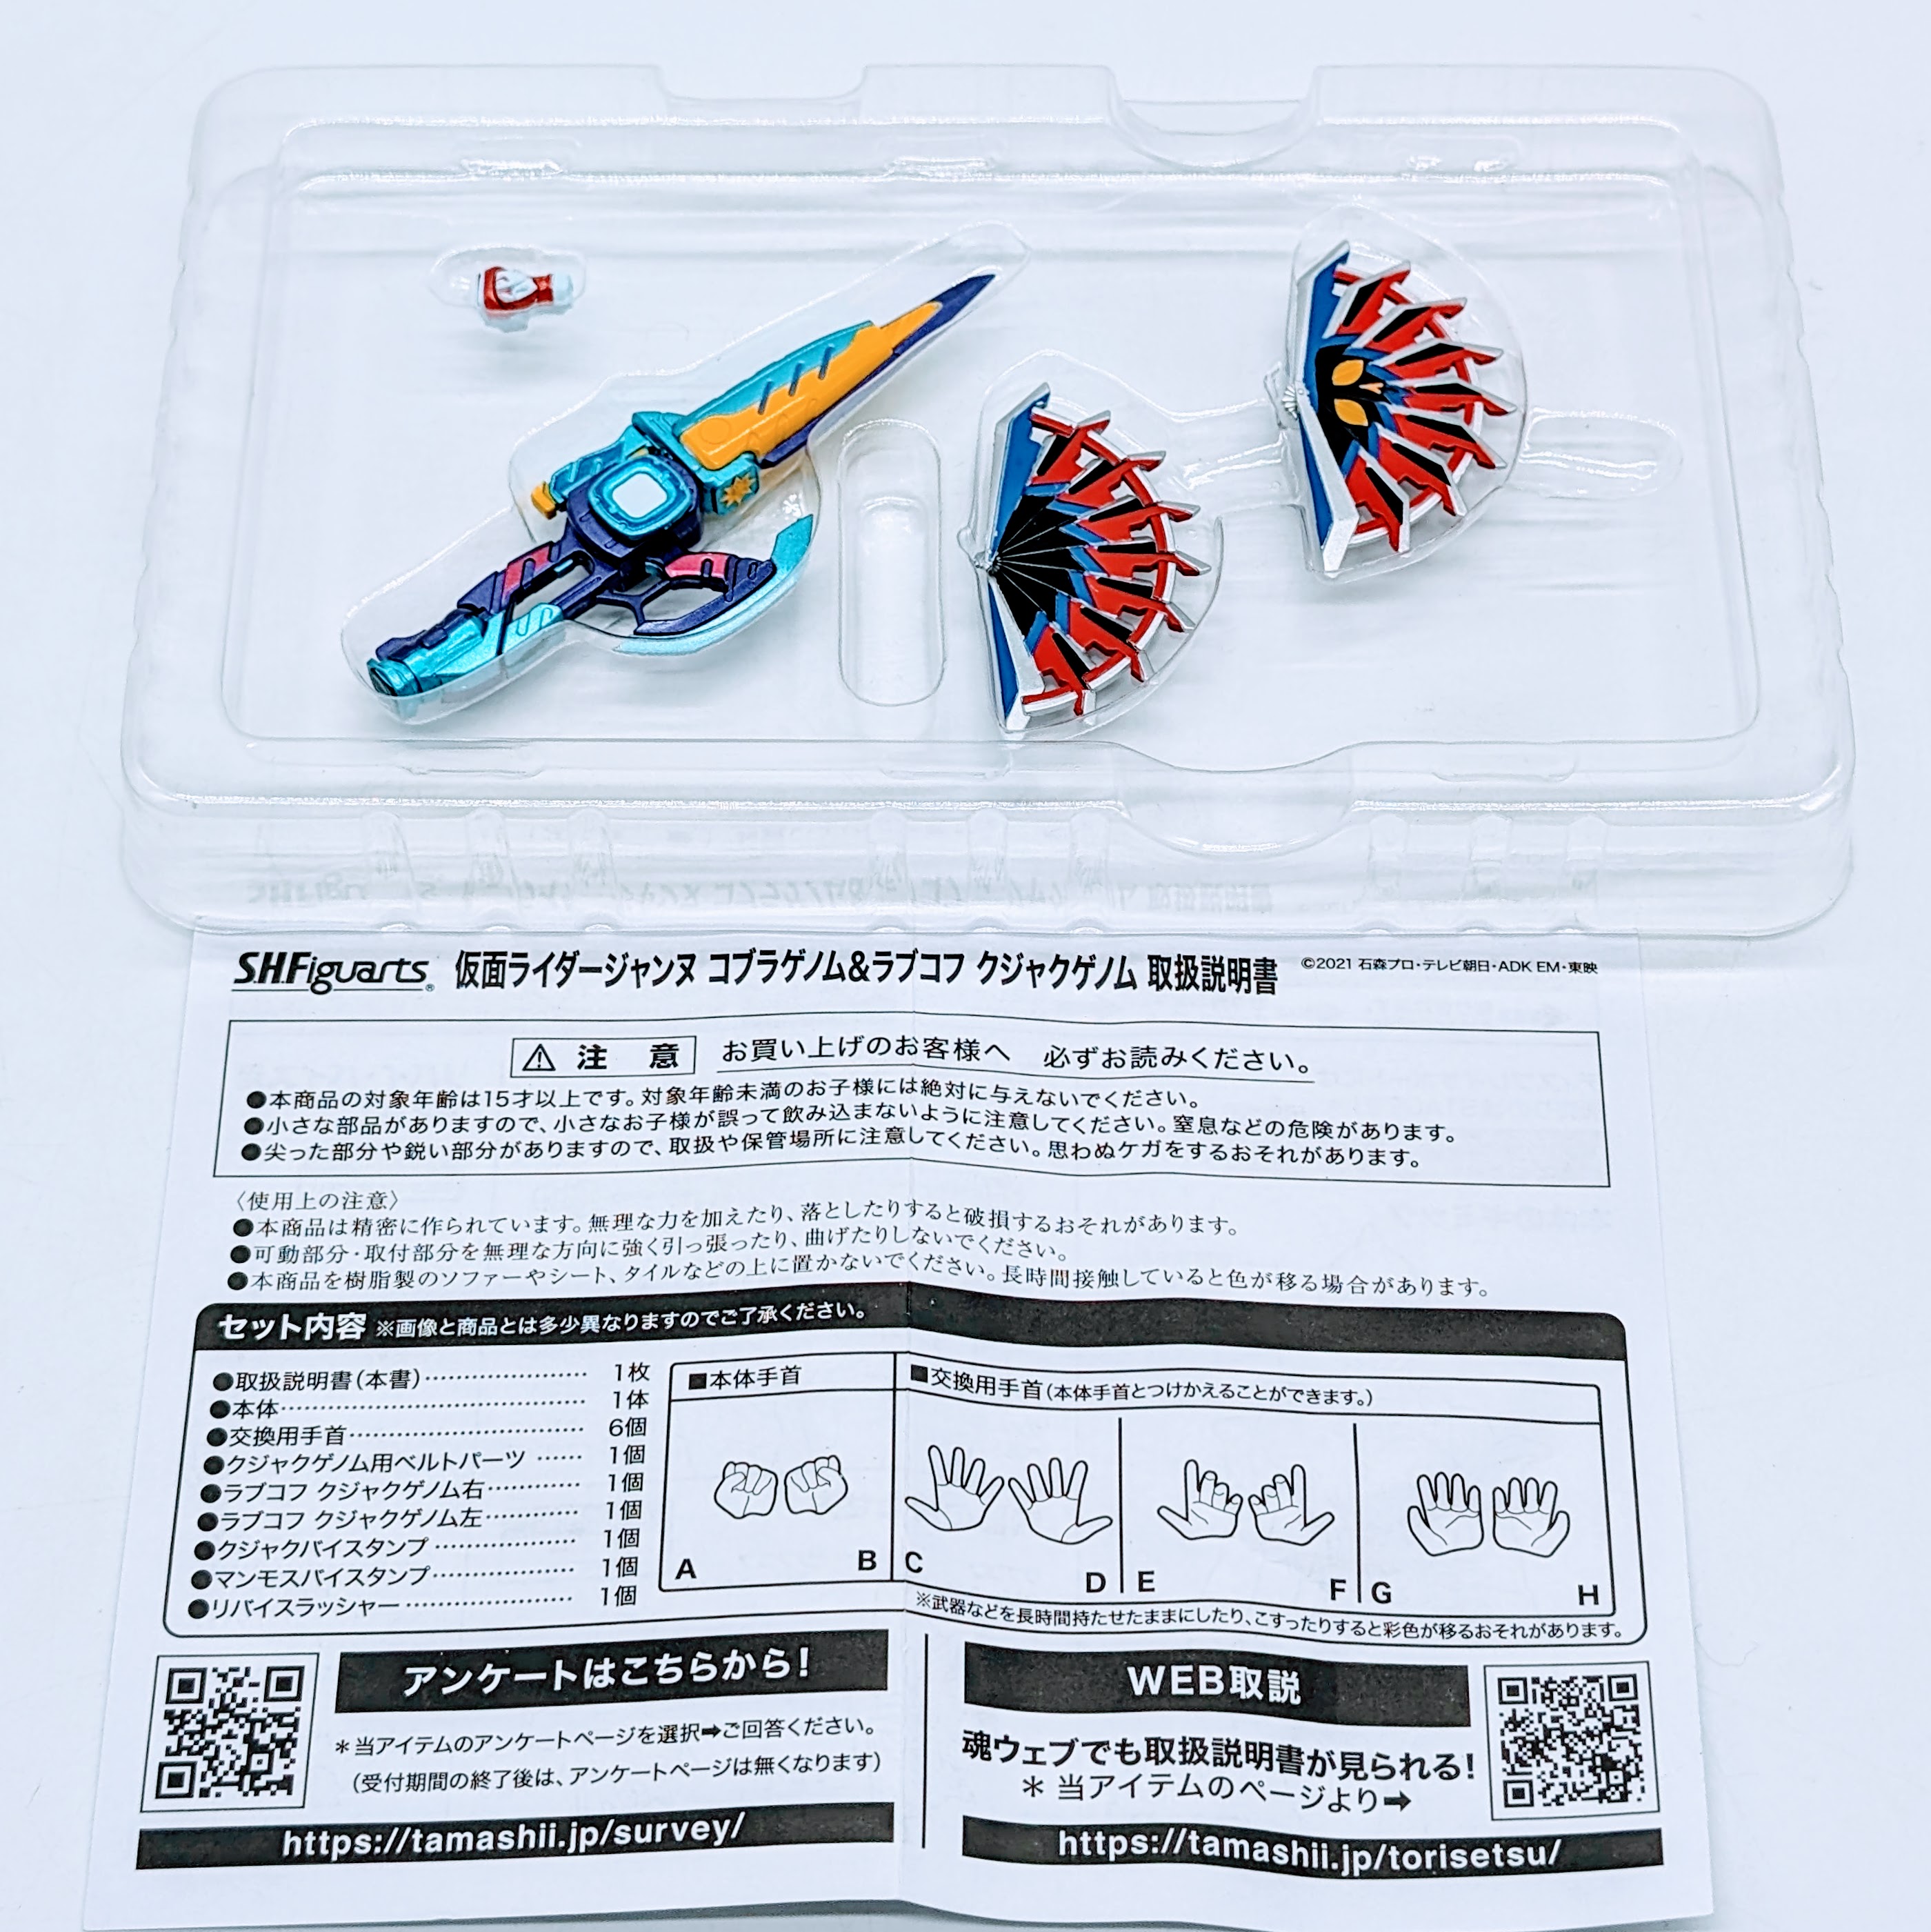 S.H.Figuarts® 仮面ライダージャンヌ コブラゲノム&ラブコフ クジャクゲノム 取扱説明書 ©2021 石森プロ・テレビ朝日・ADK EM・東映
⚠ 注 意 お買い上げのお客様へ 必ずお読みください。
●本商品の対象年齢は15才以上です。対象年齢未満のお子様には絶対に与えないでください。
●小さな部品がありますので、小さなお子様が誤って飲み込まないように注意してください。窒息などの危険があります。
●尖った部分や鋭い部分がありますので、取扱や保管場所に注意してください。思わぬケガをするおそれがあります。
〈使用上の注意〉
●本商品は精密に作られています。無理な力を加えたり、落としたりすると破損するおそれがあります。
●可動部分・取付部分を無理な方向に強く引っ張ったり、曲げたりしないでください。
●本商品を樹脂製のソファーやシート、タイルなどの上に置かないでください。長時間接触していると色が移る場合があります。
セット内容 ※画像と商品とは多少異なりますのでご了承ください。
●取扱説明書(本書)…………………… 1枚
●本体…………………………………… 1体
●交換用手首…………………………… 6個
●クジャクゲノム用ベルトパーツ …… 1個
●ラブコフ クジャクゲノム右………… 1個
●ラブコフ クジャクゲノム左………… 1個
●クジャクバイスタンプ ……………… 1個
●マンモスバイスタンプ……………… 1個
●リバイスラッシャー ………………… 1個
■本体手首
A B
■交換用手首(本体手首とつけかえることができます。)
C D E F G H
※武器などを長時間持たせたままにしたり、こすったりすると彩色が移るおそれがあります。
アンケートはこちらから!
＊当アイテムのアンケートページを選択➡ご回答ください。
(受付期間の終了後は、アンケートページは無くなります)
https://tamashii.jp/survey/
WEB取説
魂ウェブでも取扱説明書が見られる!
＊ 当アイテムのページより➡
https://tamashii.jp/torisetsu/